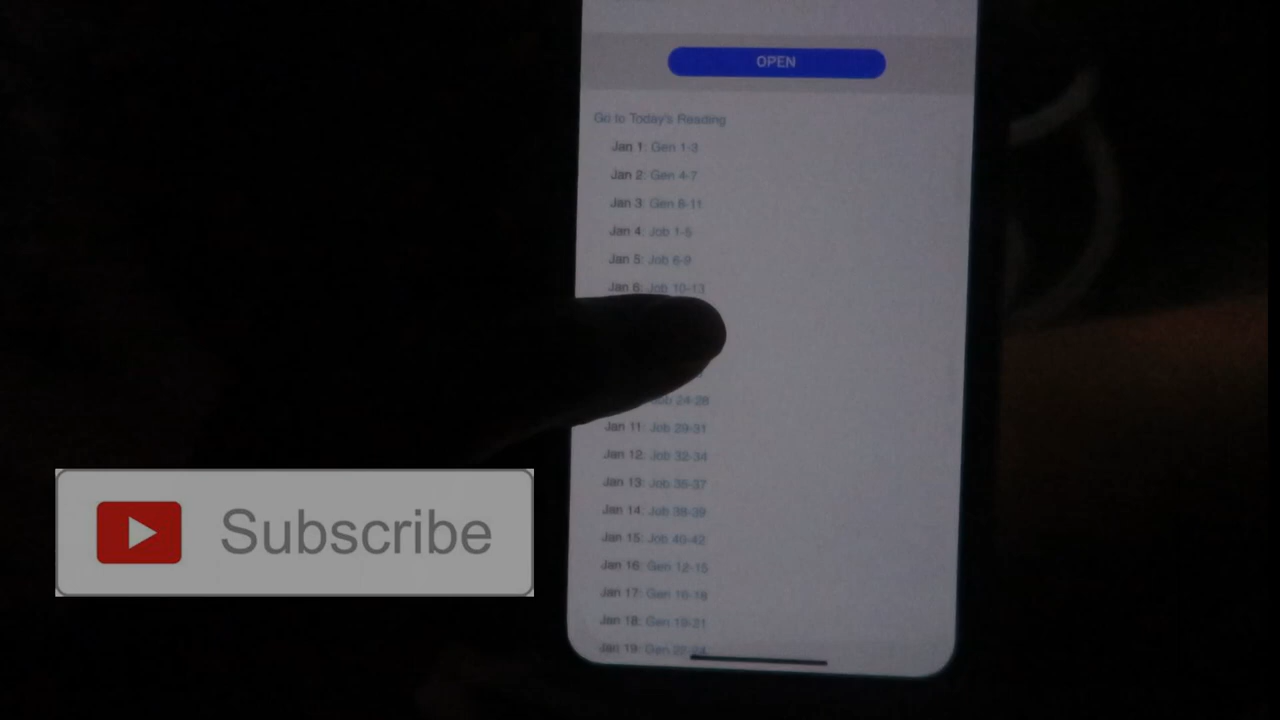 OPEN
Go to Today's Reading
Jan 1: Gen 1-3
Jan 2: Gen 4-7
Jan 3: Gen 8-11
Jan 4: Job 1-5
Jan 5: Job 6-9
Jan 6: Job 10-13
Job 24-28
Jan 11: Job 29-31
Jan 12: Job 32-34
Jan 13: Job 35-37
Jan 14: Job 38-39
Jan 15: Job 40-42
Jan 16: Gen 12-15
Jan 17: Gen 16-18
Jan 18: Gen 19-21
Jan 19: Gen 22-24
Subscribe